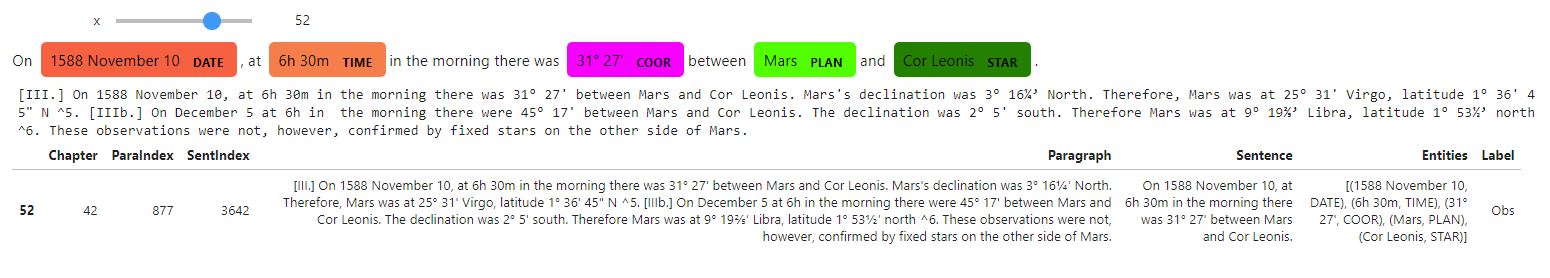 x 52
On 1588 November 10 DATE , at 6h 30m TIME in the morning there was 31° 27' COOR between Mars PLAN and Cor Leonis STAR .
[III.] On 1588 November 10, at 6h 30m in the morning there was 31° 27' between Mars and Cor Leonis. Mars's declination was 3° 16¼’ North. Therefore, Mars was at 25° 31' Virgo, latitude 1° 36' 4
5" N ^5. [IIIb.] On December 5 at 6h in  the morning there were 45° 17' between Mars and Cor Leonis. The declination was 2° 5' south. Therefore Mars was at 9° 19⅖’ Libra, latitude 1° 53½’ north
^6. These observations were not, however, confirmed by fixed stars on the other side of Mars.
Chapter ParaIndex SentIndex Paragraph Sentence Entities Label
52 42 877 3642
[III.] On 1588 November 10, at 6h 30m in the morning there was 31° 27' between Mars and Cor Leonis. Mars's declination was 3° 16¼’ North.
Therefore, Mars was at 25° 31' Virgo, latitude 1° 36' 45" N ^5. [IIIb.] On December 5 at 6h in the morning there were 45° 17' between Mars and
Cor Leonis. The declination was 2° 5' south. Therefore Mars was at 9° 19⅖’ Libra, latitude 1° 53½’ north ^6. These observations were not,
however, confirmed by fixed stars on the other side of Mars.
On 1588 November 10, at
6h 30m in the morning there
was 31° 27' between Mars
and Cor Leonis.
[(1588 November 10,
DATE), (6h 30m, TIME), (31°
27', COOR), (Mars, PLAN),
(Cor Leonis, STAR)]
Obs